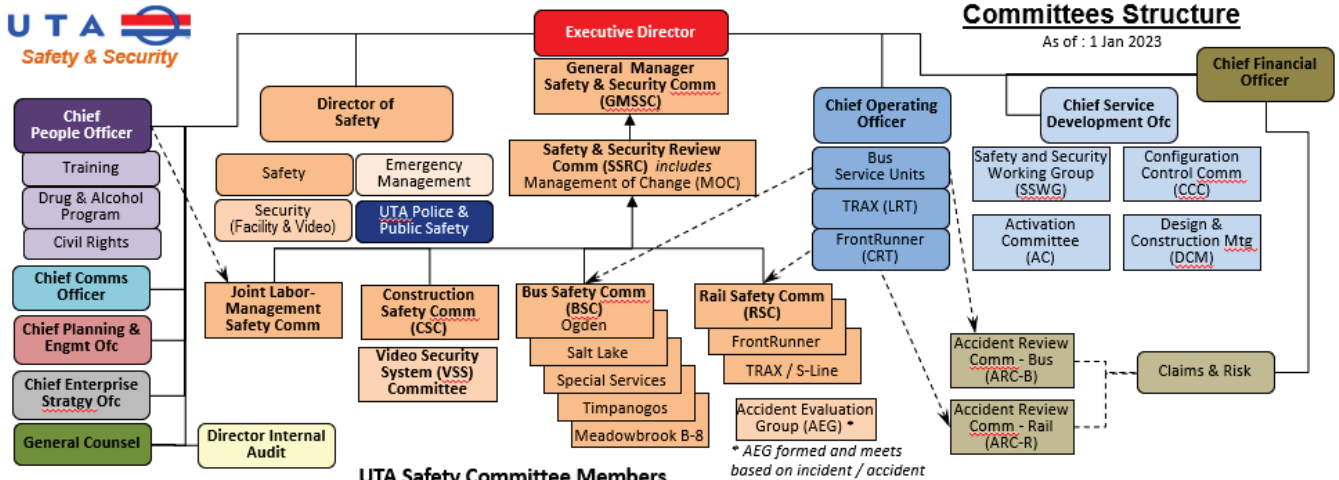 UTA
Safety & Security
Committees Structure
As of : 1 Jan 2023
Executive Director
General Manager
Safety & Security Comm
(GMSSC)
Chief Financial
Officer
Chief
People Officer
Training
Drug & Alcohol
Program
Civil Rights
Director of
Safety
Safety
Emergency
Management
Security
(Facility & Video)
UTA Police &
Public Safety
Safety & Security Review
Comm (SSRC) includes
Management of Change (MOC)
Chief Operating
Officer
Bus
Service Units
TRAX (LRT)
FrontRunner
(CRT)
Chief Service
Development Ofc
Safety and Security
Working Group
(SSWG)
Configuration
Control Comm
(CCC)
Activation
Committee
(AC)
Design &
Construction Mtg
(DCM)
Chief Comms
Officer
Chief Planning &
Engmt Ofc
Chief Enterprise
Stratgy Ofc
General Counsel
Director Internal
Audit
Joint Labor-
Management
Safety Comm
Construction
Safety Comm
(CSC)
Video Security
System (VSS)
Committee
Bus Safety Comm
(BSC)
Ogden
Salt Lake
Special Services
Timpanogos
Meadowbrook B-8
Rail Safety Comm
(RSC)
FrontRunner
TRAX / S-Line
Accident Evaluation
Group (AEG) *
* AEG formed and meets
based on incident / accident
Accident Review
Comm - Bus
(ARC-B)
Accident Review
Comm - Rail
(ARC-R)
Claims & Risk
UTA Safety Committee Members